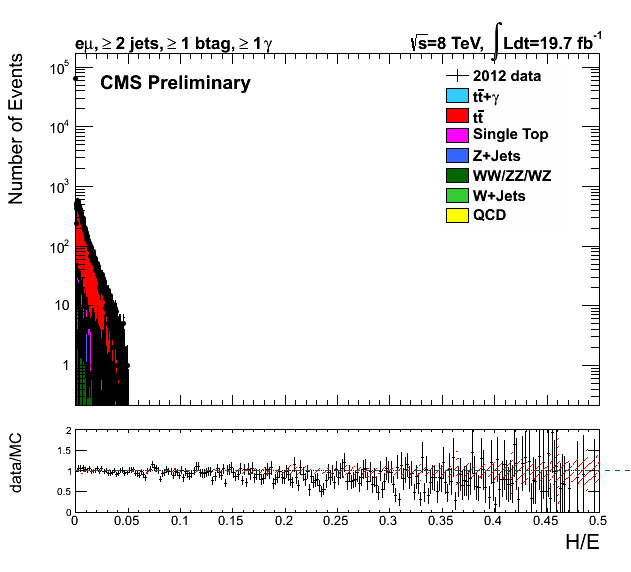 eμ, ≥ 2 jets, ≥ 1 btag, ≥ 1 γ
√s=8 TeV, ∫Ldt=19.7 fb⁻¹
CMS Preliminary
2012 data
tt̄+γ
tt̄
Single Top
Z+Jets
WW/ZZ/WZ
W+Jets
QCD
Number of Events
10⁵
10⁴
10³
10²
10
1
data/MC
2
1.5
1
0.5
0
0 0.05 0.1 0.15 0.2 0.25 0.3 0.35 0.4 0.45 0.5
H/E